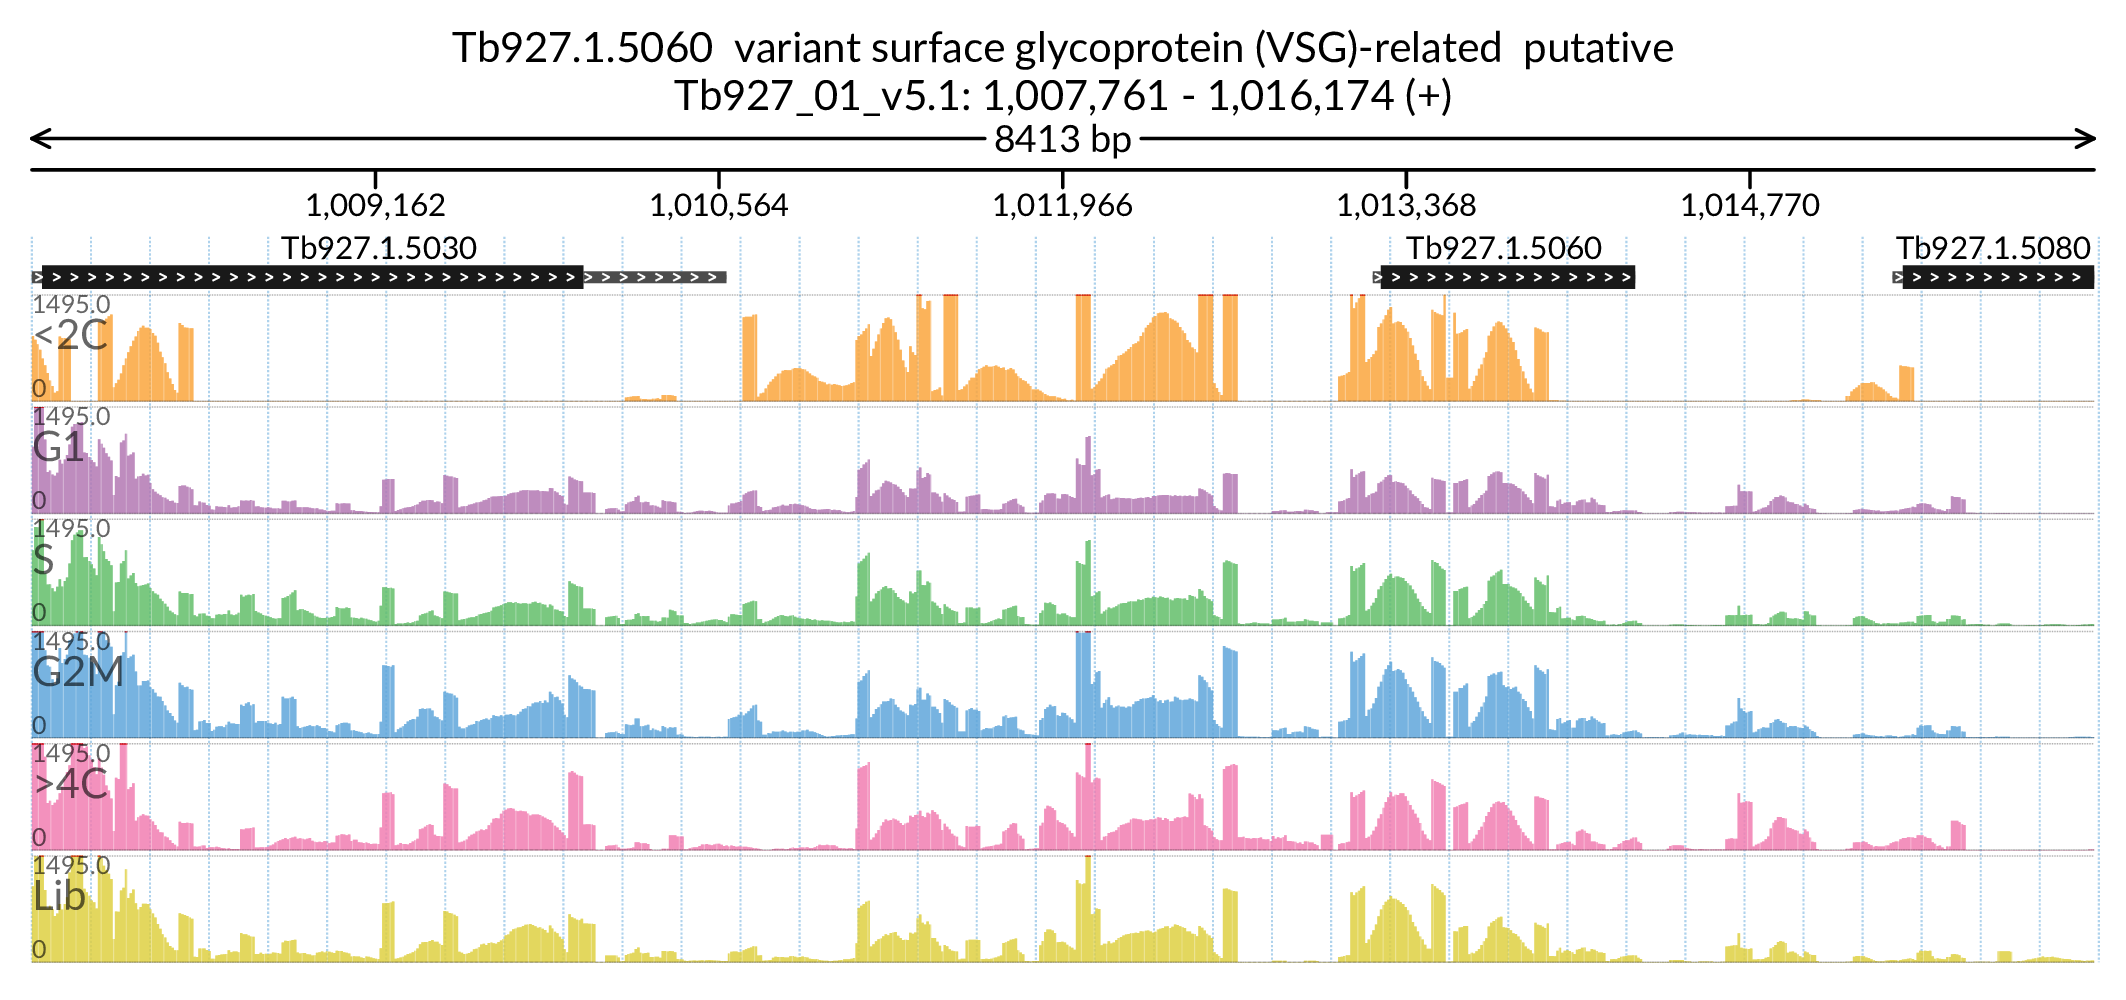 Tb927.1.5060  variant surface glycoprotein (VSG)-related  putative
Tb927_01_v5.1: 1,007,761 - 1,016,174 (+)
8413 bp
1,009,162 1,010,564 1,011,966 1,013,368 1,014,770
Tb927.1.5030 Tb927.1.5060 Tb927.1.5080
1495.0
<2C
0
1495.0
G1
0
1495.0
S
0
1495.0
G2M
0
1495.0
>4C
0
1495.0
Lib
0